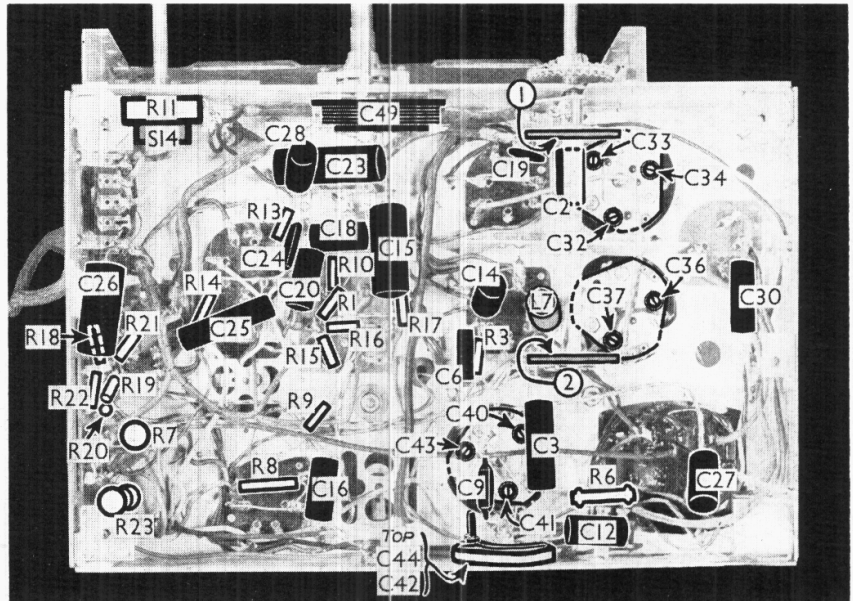 R11
S14
C49
1
C28
C23
C19
C33
C34
C2
C32
R13
C24
C18
C15
R10
C20
R1
C26
R14
C25
R16
R17
R15
C14
L7
C37
C36
C30
R18
R21
C6
R3
2
R22
R19
R20
R9
R7
C40
C43
C3
R8
C16
C9
C41
R6
C27
R23
C12
TOP
C44
C42